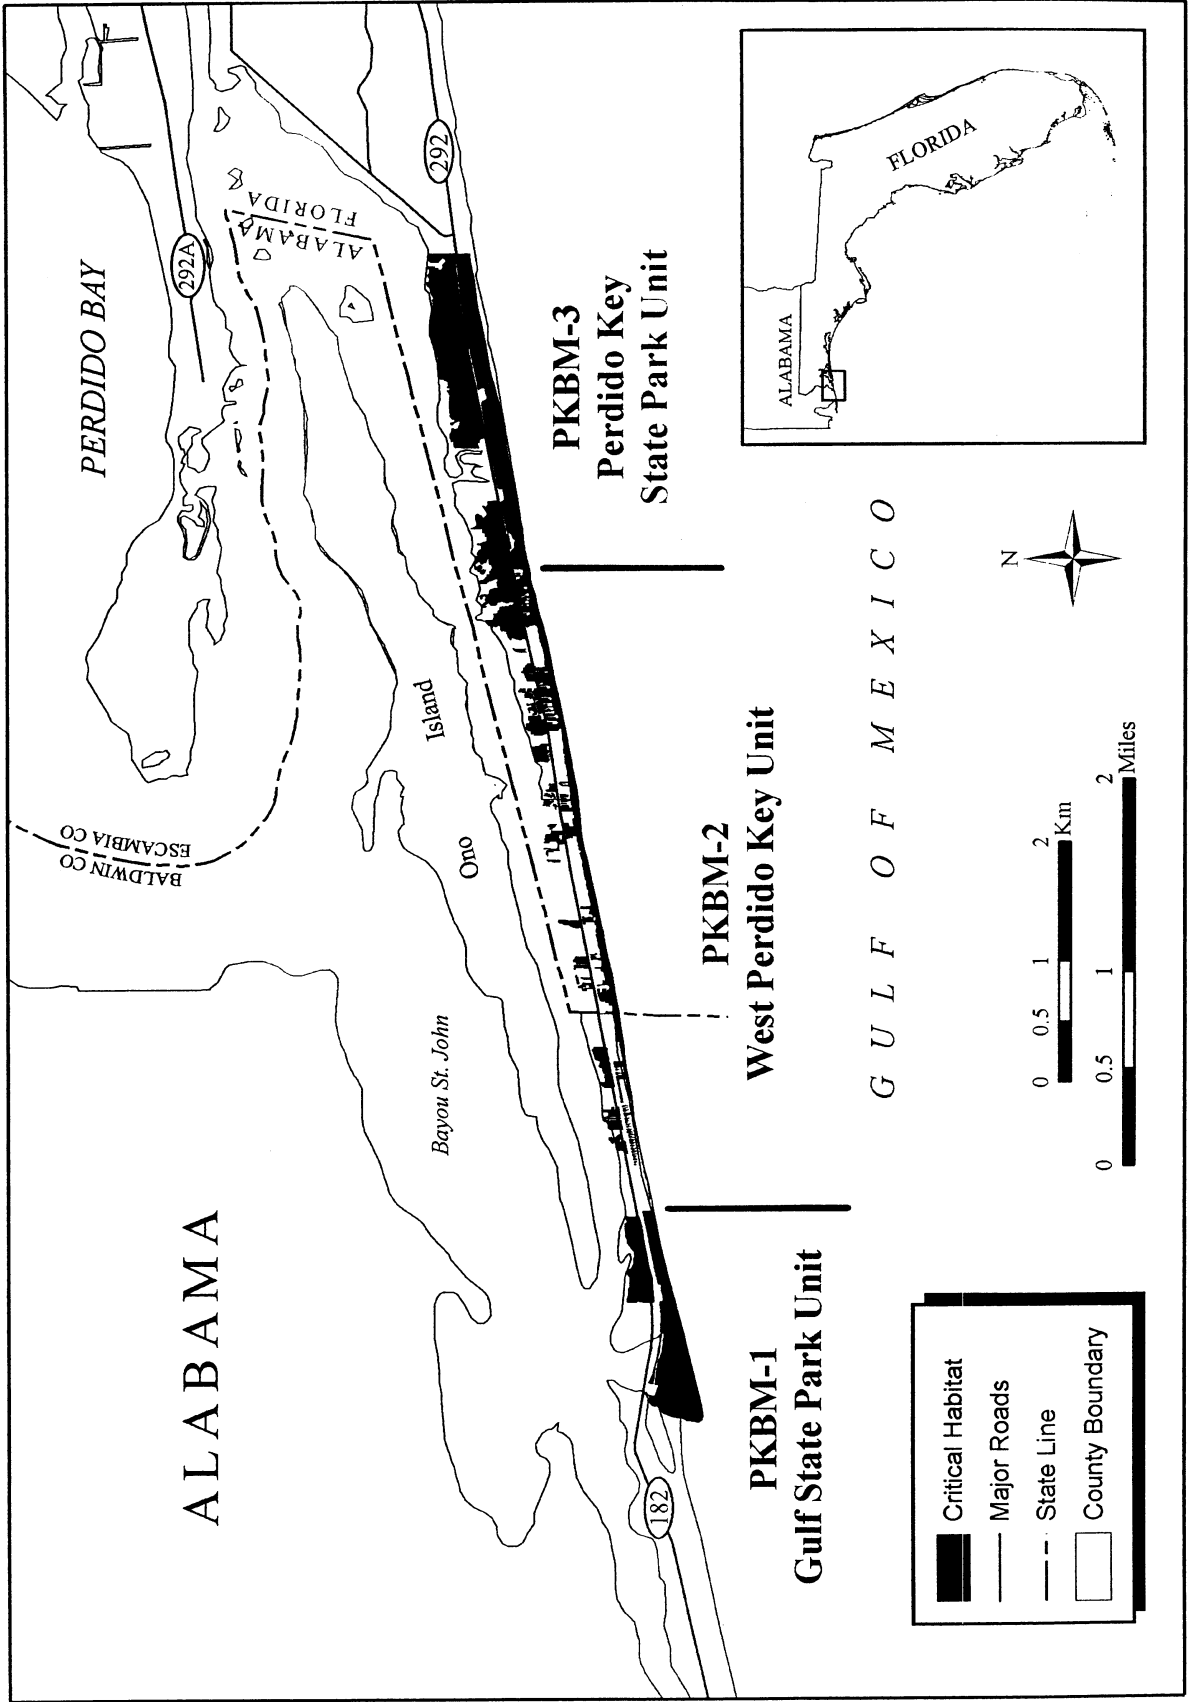 PERDIDO BAY
292A
292
ALABAMA
FLORIDA
BALDWIN CO
ESCAMBIA CO
ALABAMA
Bayou St. John
Ono
Island
182
PKBM-1
Gulf State Park Unit
PKBM-2
West Perdido Key Unit
PKBM-3
Perdido Key
State Park Unit
GULF OF MEXICO
N
0 0.5 1 2
Km
0 0.5 1 2
Miles
Critical Habitat
Major Roads
State Line
County Boundary
ALABAMA
FLORIDA